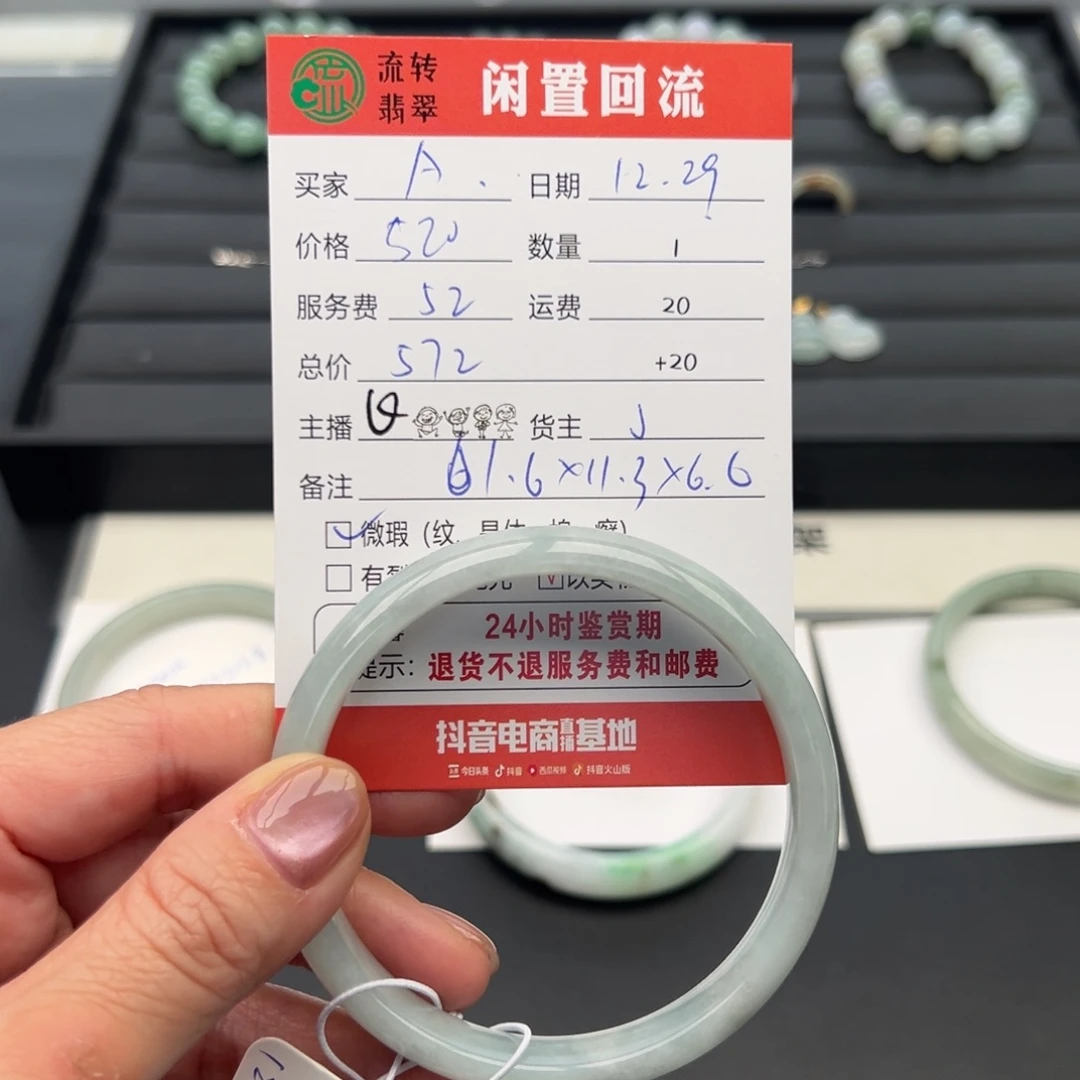 流转翡翠 闲置回流
买家 A. 日期 12.29
价格 520 数量 1
服务费 52 运费 20
总价 572 +20
主播 货主 J
备注 61.6×11.3×6.6
微瑕（纹、
有
24小时鉴赏期
提示：退货不退服务费和邮费
抖音电商直播基地
今日头条 抖音 西瓜视频 抖音火山版